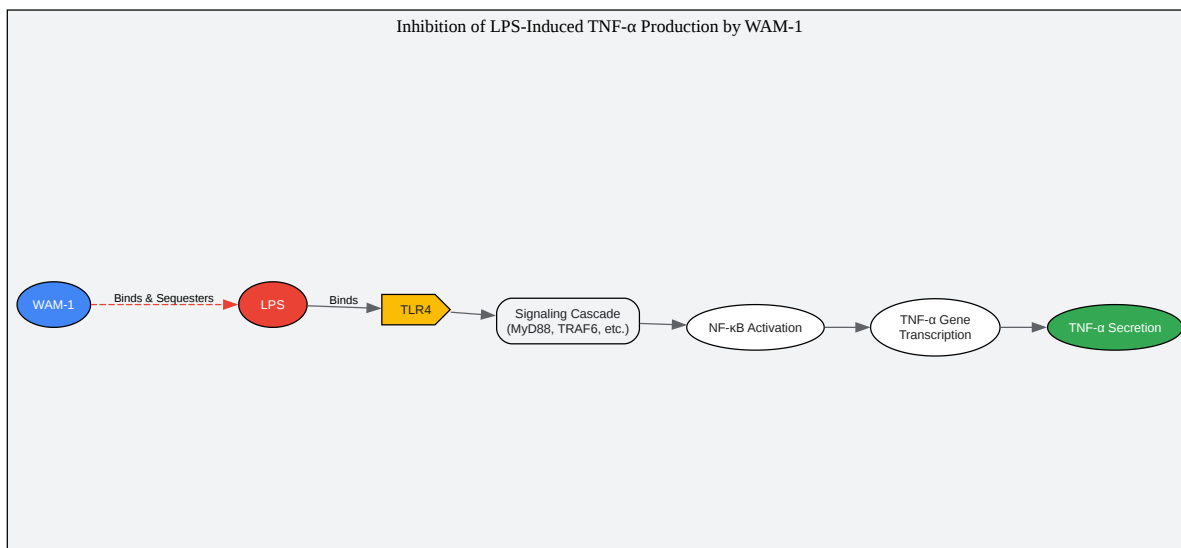 Inhibition of LPS-Induced TNF-α Production by WAM-1
WAM-1
Binds & Sequesters
LPS
Binds
TLR4
Signaling Cascade
(MyD88, TRAF6, etc.)
NF-κB Activation
TNF-α Gene
Transcription
TNF-α Secretion